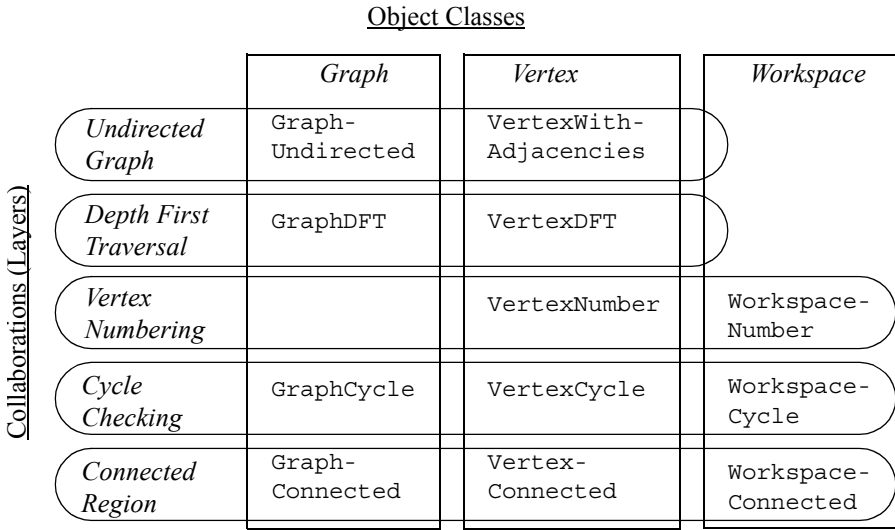 Object Classes
Graph Vertex Workspace
Collaborations (Layers)
Undirected
Graph
Graph-
Undirected
VertexWith-
Adjacencies
Depth First
Traversal
GraphDFT
VertexDFT
Vertex
Numbering
VertexNumber
Workspace-
Number
Cycle
Checking
GraphCycle
VertexCycle
Workspace-
Cycle
Connected
Region
Graph-
Connected
Vertex-
Connected
Workspace-
Connected